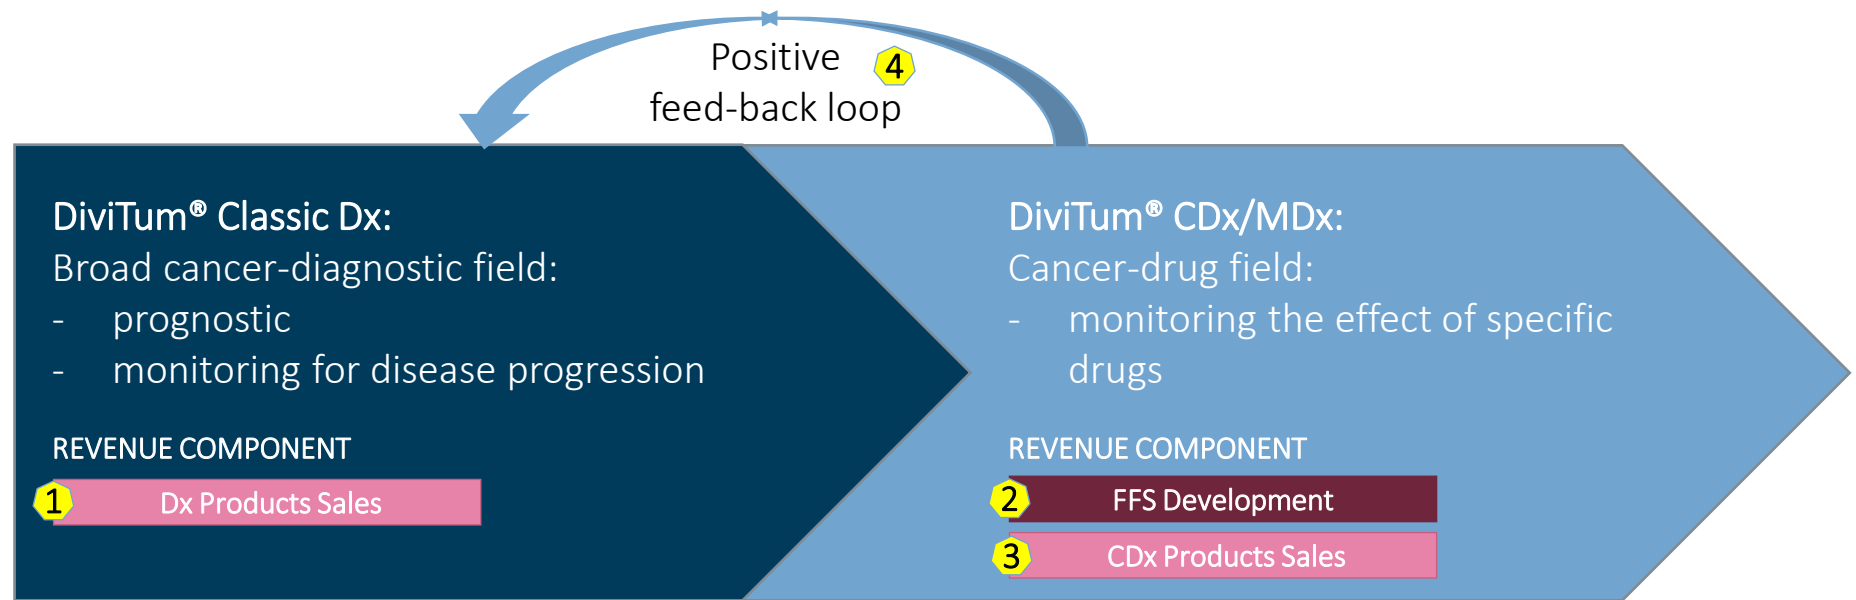 Positive
4
feed-back loop
DiviTum® Classic Dx:
Broad cancer-diagnostic field:
- prognostic
- monitoring for disease progression
REVENUE COMPONENT
1 Dx Products Sales
DiviTum® CDx/MDx:
Cancer-drug field:
- monitoring the effect of specific
drugs
REVENUE COMPONENT
2 FFS Development
3 CDx Products Sales